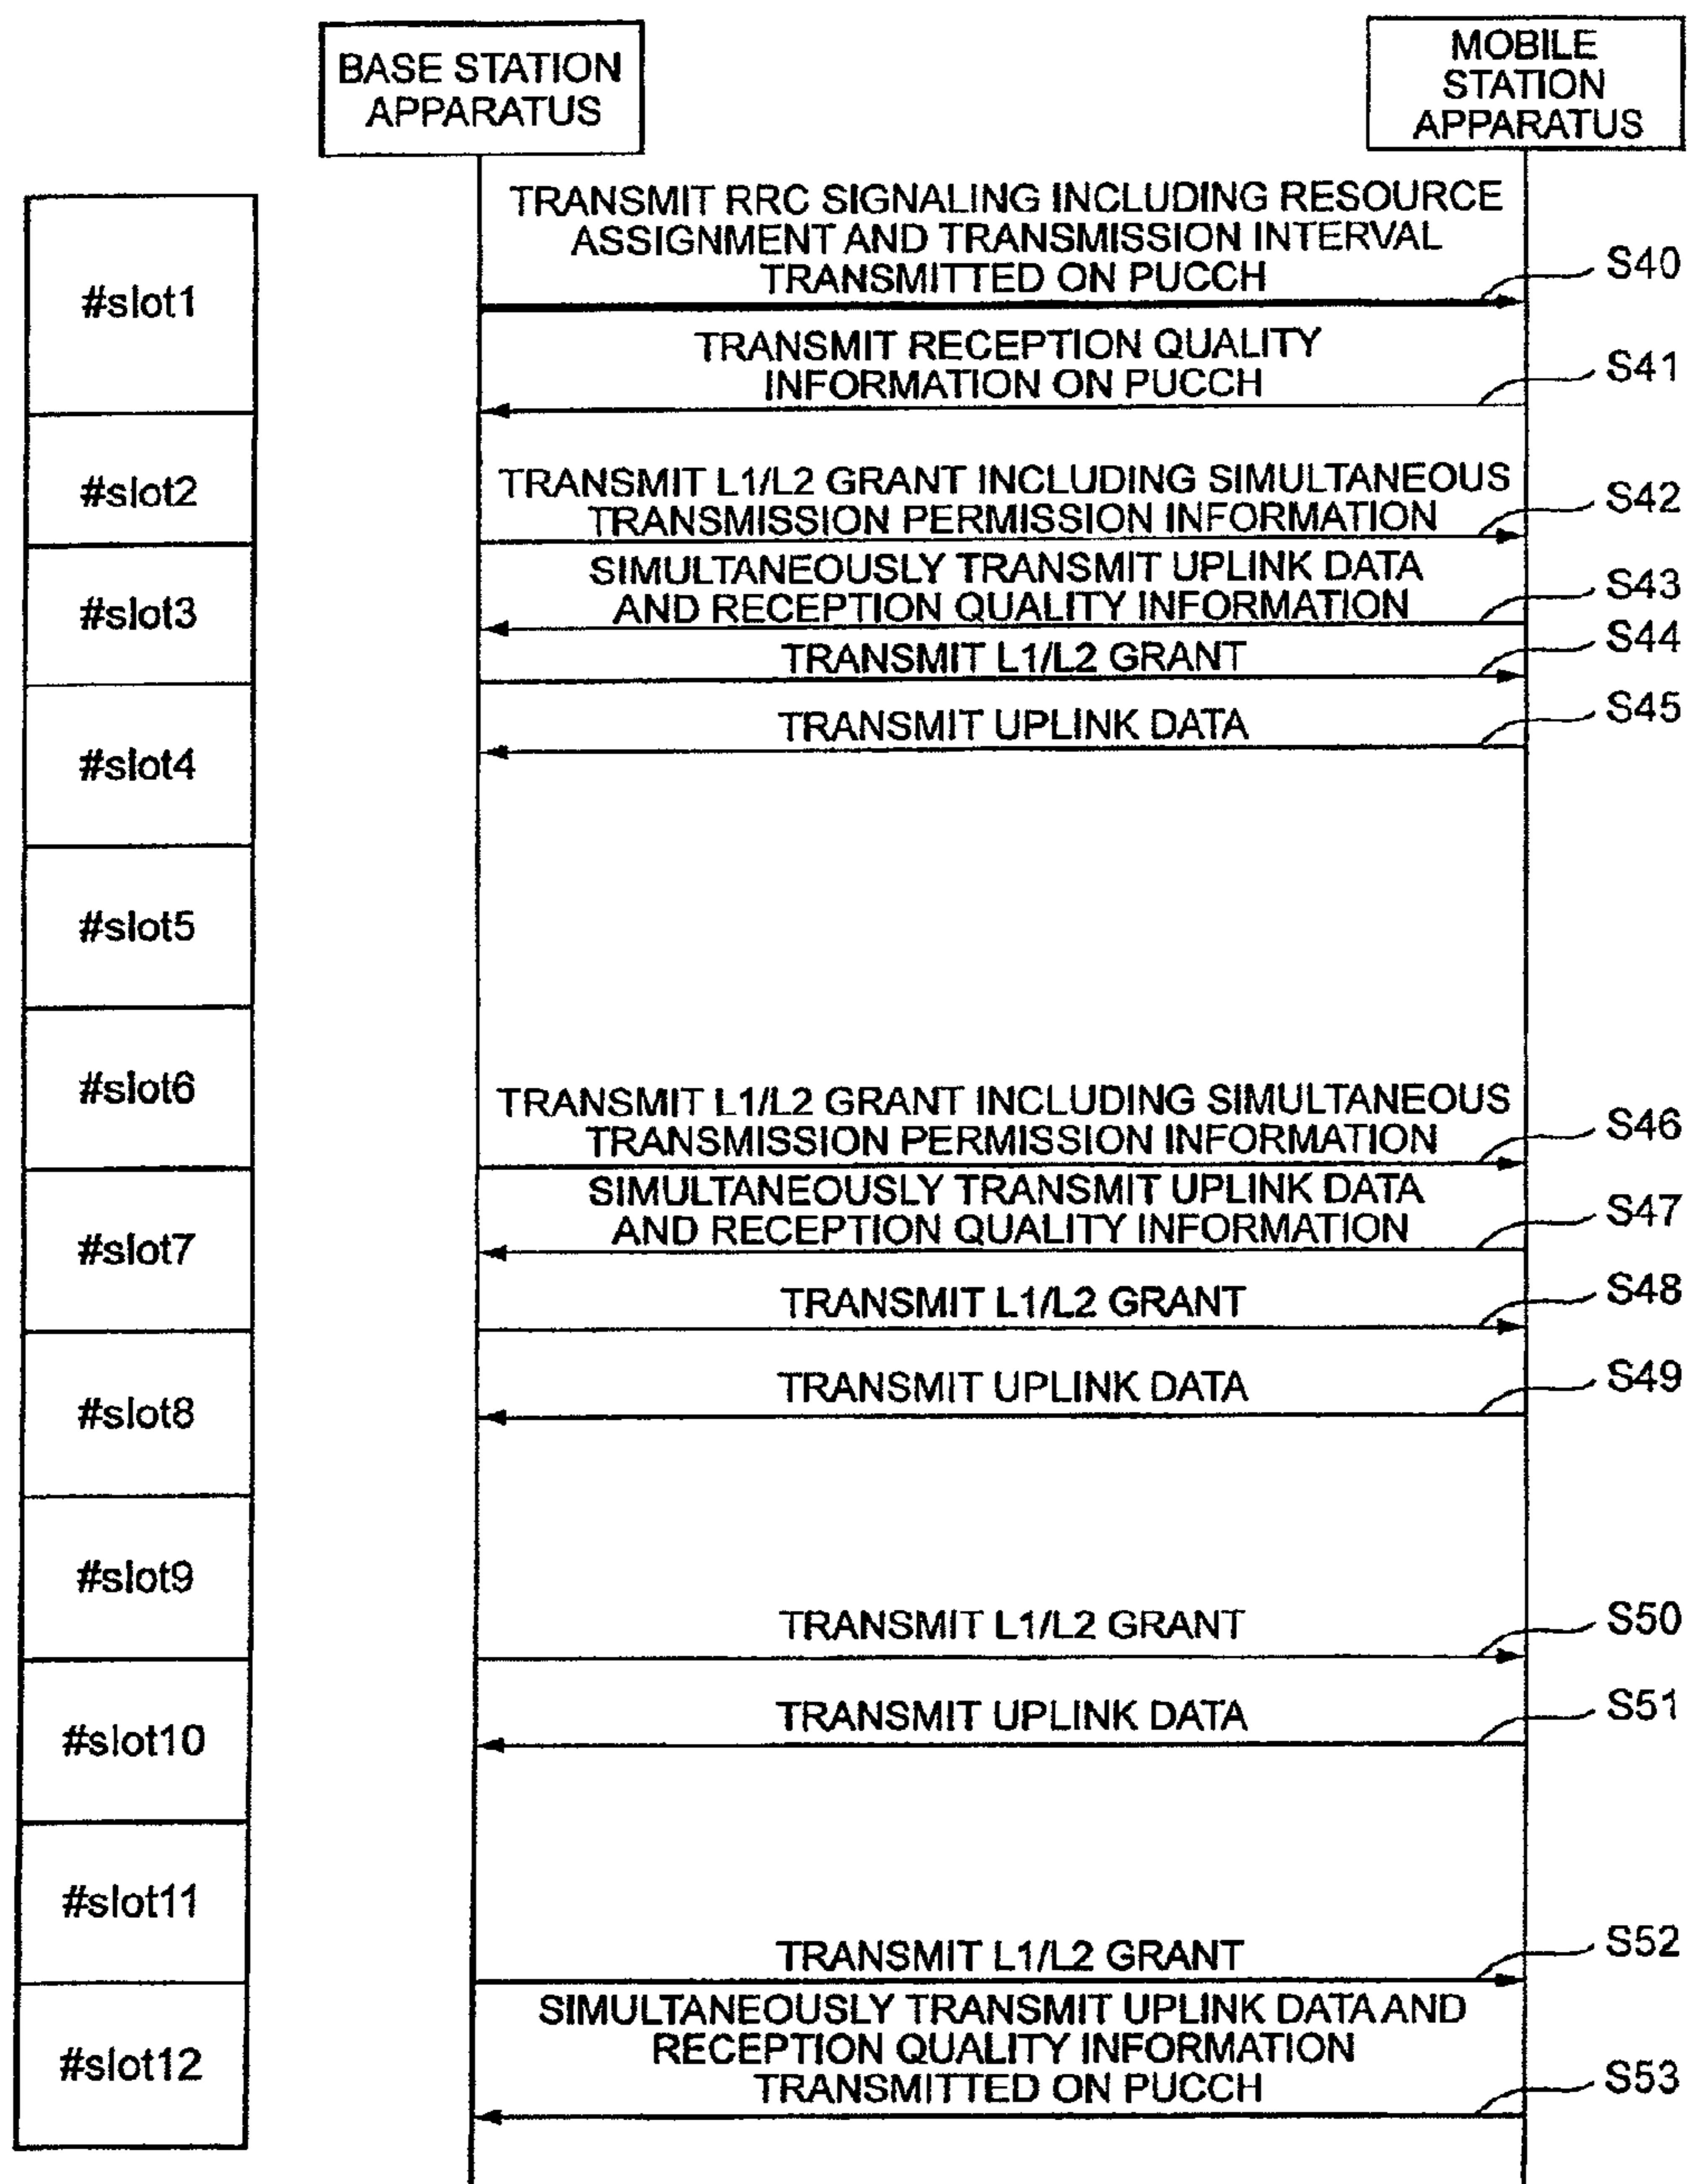 BASE STATION
APPARATUS
MOBILE
STATION
APPARATUS
#slot1
TRANSMIT RRC SIGNALING INCLUDING RESOURCE
ASSIGNMENT AND TRANSMISSION INTERVAL
TRANSMITTED ON PUCCH
S40
TRANSMIT RECEPTION QUALITY
INFORMATION ON PUCCH
S41
#slot2
TRANSMIT L1/L2 GRANT INCLUDING SIMULTANEOUS
TRANSMISSION PERMISSION INFORMATION
S42
#slot3
SIMULTANEOUSLY TRANSMIT UPLINK DATA
AND RECEPTION QUALITY INFORMATION
S43
TRANSMIT L1/L2 GRANT
S44
#slot4
TRANSMIT UPLINK DATA
S45
#slot5
#slot6
TRANSMIT L1/L2 GRANT INCLUDING SIMULTANEOUS
TRANSMISSION PERMISSION INFORMATION
S46
#slot7
SIMULTANEOUSLY TRANSMIT UPLINK DATA
AND RECEPTION QUALITY INFORMATION
S47
TRANSMIT L1/L2 GRANT
S48
#slot8
TRANSMIT UPLINK DATA
S49
#slot9
TRANSMIT L1/L2 GRANT
S50
#slot10
TRANSMIT UPLINK DATA
S51
#slot11
TRANSMIT L1/L2 GRANT
S52
#slot12
SIMULTANEOUSLY TRANSMIT UPLINK DATA AND
RECEPTION QUALITY INFORMATION
TRANSMITTED ON PUCCH
S53